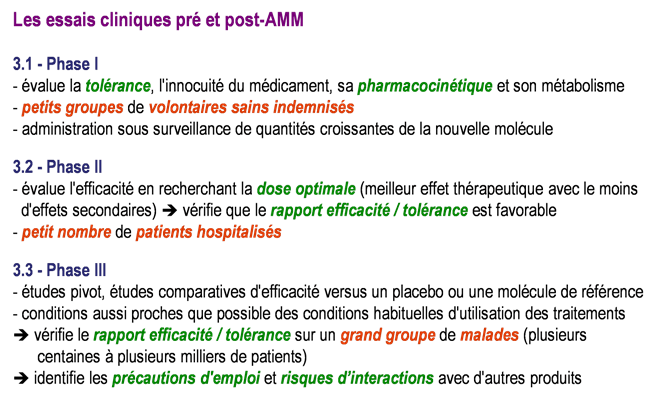 Les essais cliniques pré et post-AMM
3.1 - Phase I
- évalue la tolérance, l'innocuité du médicament, sa pharmacocinétique et son métabolisme
- petits groupes de volontaires sains indemnisés
- administration sous surveillance de quantités croissantes de la nouvelle molécule
3.2 - Phase II
- évalue l'efficacité en recherchant la dose optimale (meilleur effet thérapeutique avec le moins
d'effets secondaires) ➔ vérifie que le rapport efficacité / tolérance est favorable
- petit nombre de patients hospitalisés
3.3 - Phase III
- études pivot, études comparatives d'efficacité versus un placebo ou une molécule de référence
- conditions aussi proches que possible des conditions habituelles d'utilisation des traitements
➔ vérifie le rapport efficacité / tolérance sur un grand groupe de malades (plusieurs
centaines à plusieurs milliers de patients)
➔ identifie les précautions d'emploi et risques d’interactions avec d'autres produits